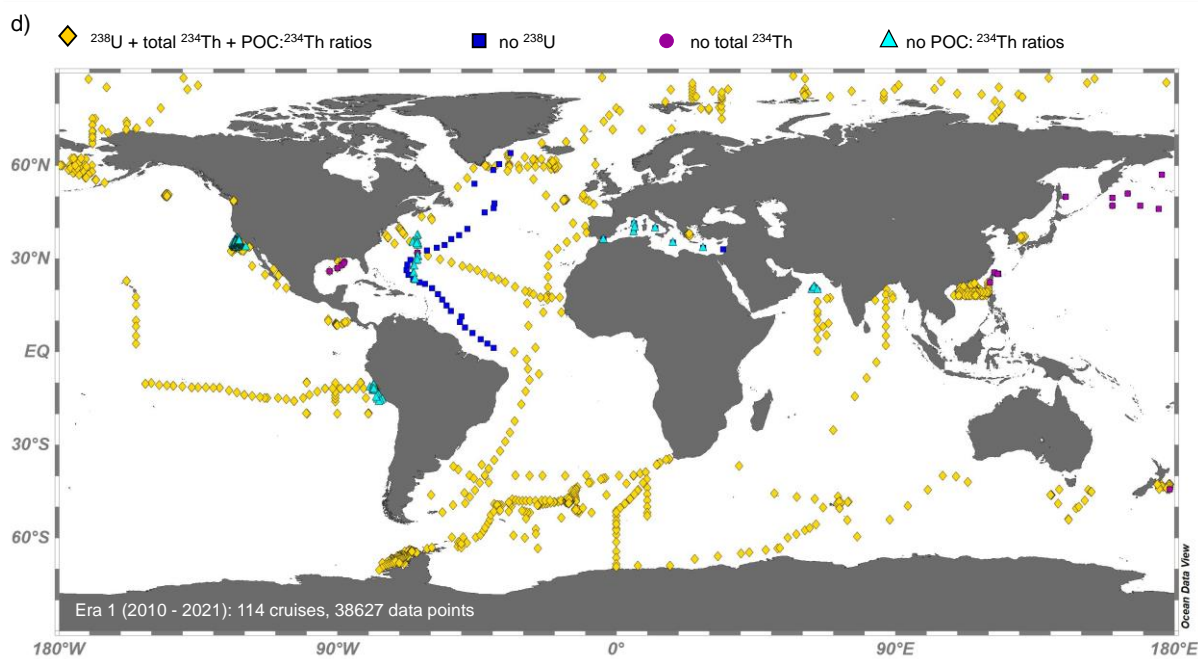 d)
²³⁸U + total ²³⁴Th + POC:²³⁴Th ratios no ²³⁸U no total ²³⁴Th no POC: ²³⁴Th ratios
60°N
30°N
EQ
30°S
60°S
Era 1 (2010 - 2021): 114 cruises, 38627 data points
Ocean Data View
180°W 90°W 0° 90°E 180°E